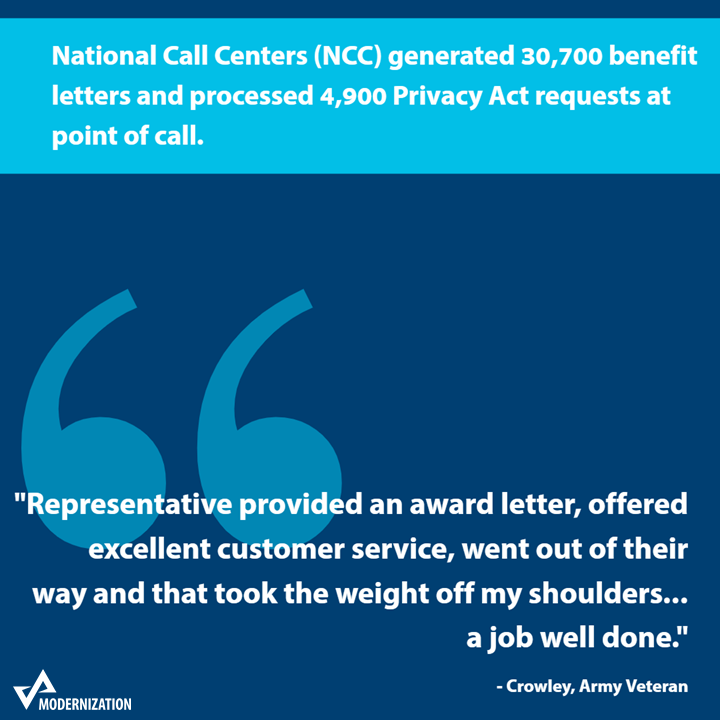 National Call Centers (NCC) generated 30,700 benefit
letters and processed 4,900 Privacy Act requests at
point of call.
"Representative provided an award letter, offered
excellent customer service, went out of their
way and that took the weight off my shoulders...
a job well done."
- Crowley, Army Veteran
VA
MODERNIZATION